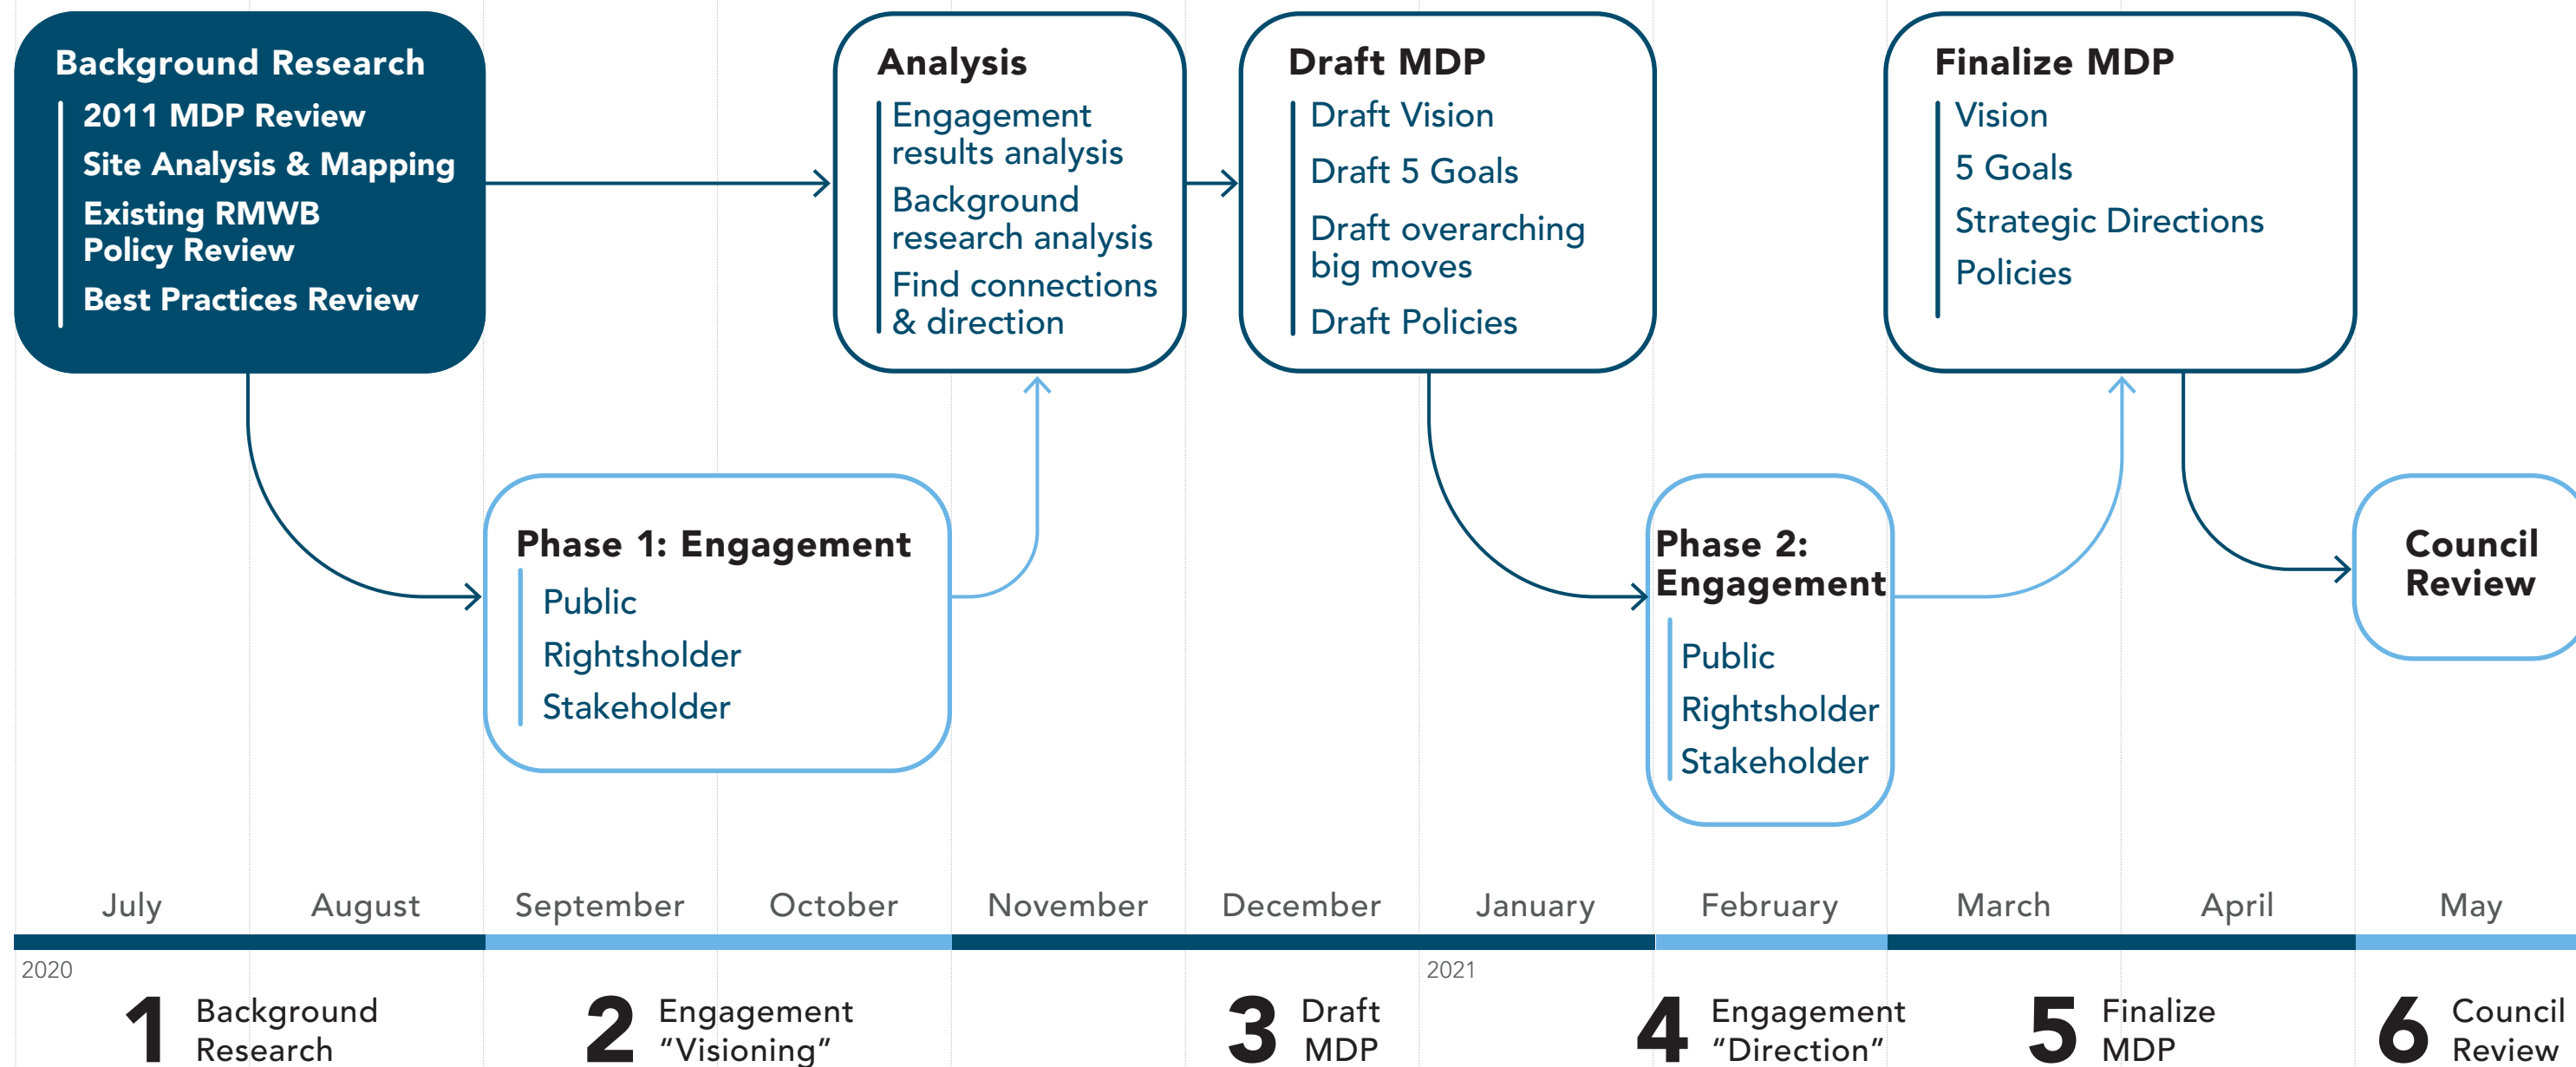 Background Research
2011 MDP Review
Site Analysis & Mapping
Existing RMWB
Policy Review
Best Practices Review
Analysis
Engagement
results analysis
Background
research analysis
Find connections
& direction
Draft MDP
Draft Vision
Draft 5 Goals
Draft overarching
big moves
Draft Policies
Finalize MDP
Vision
5 Goals
Strategic Directions
Policies
Phase 1: Engagement
Public
Rightsholder
Stakeholder
Phase 2:
Engagement
Public
Rightsholder
Stakeholder
Council
Review
July August September October November December January February March April May
2020 2021
1 Background
Research
2 Engagement
“Visioning”
3 Draft
MDP
4 Engagement
“Direction”
5 Finalize
MDP
6 Council
Review